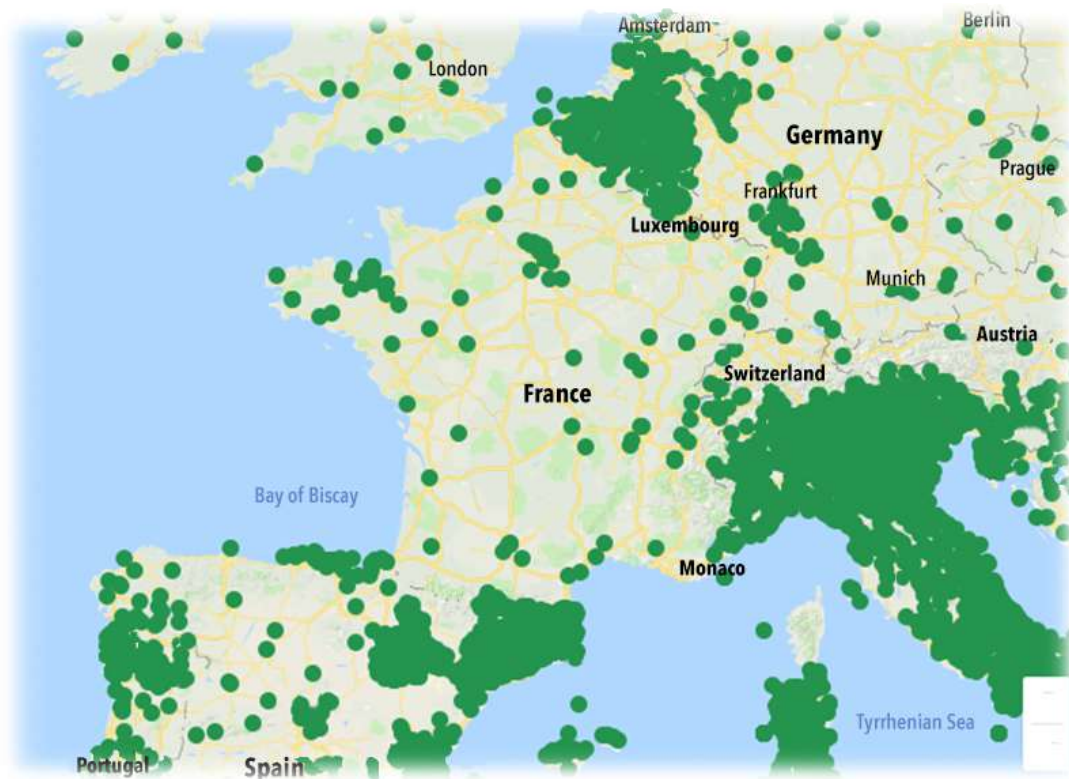 Amsterdam
Berlin
London
Germany
Prague
Frankfurt
Luxembourg
Munich
Austria
Switzerland
France
Bay of Biscay
Monaco
Tyrrhenian Sea
Portugal
Spain